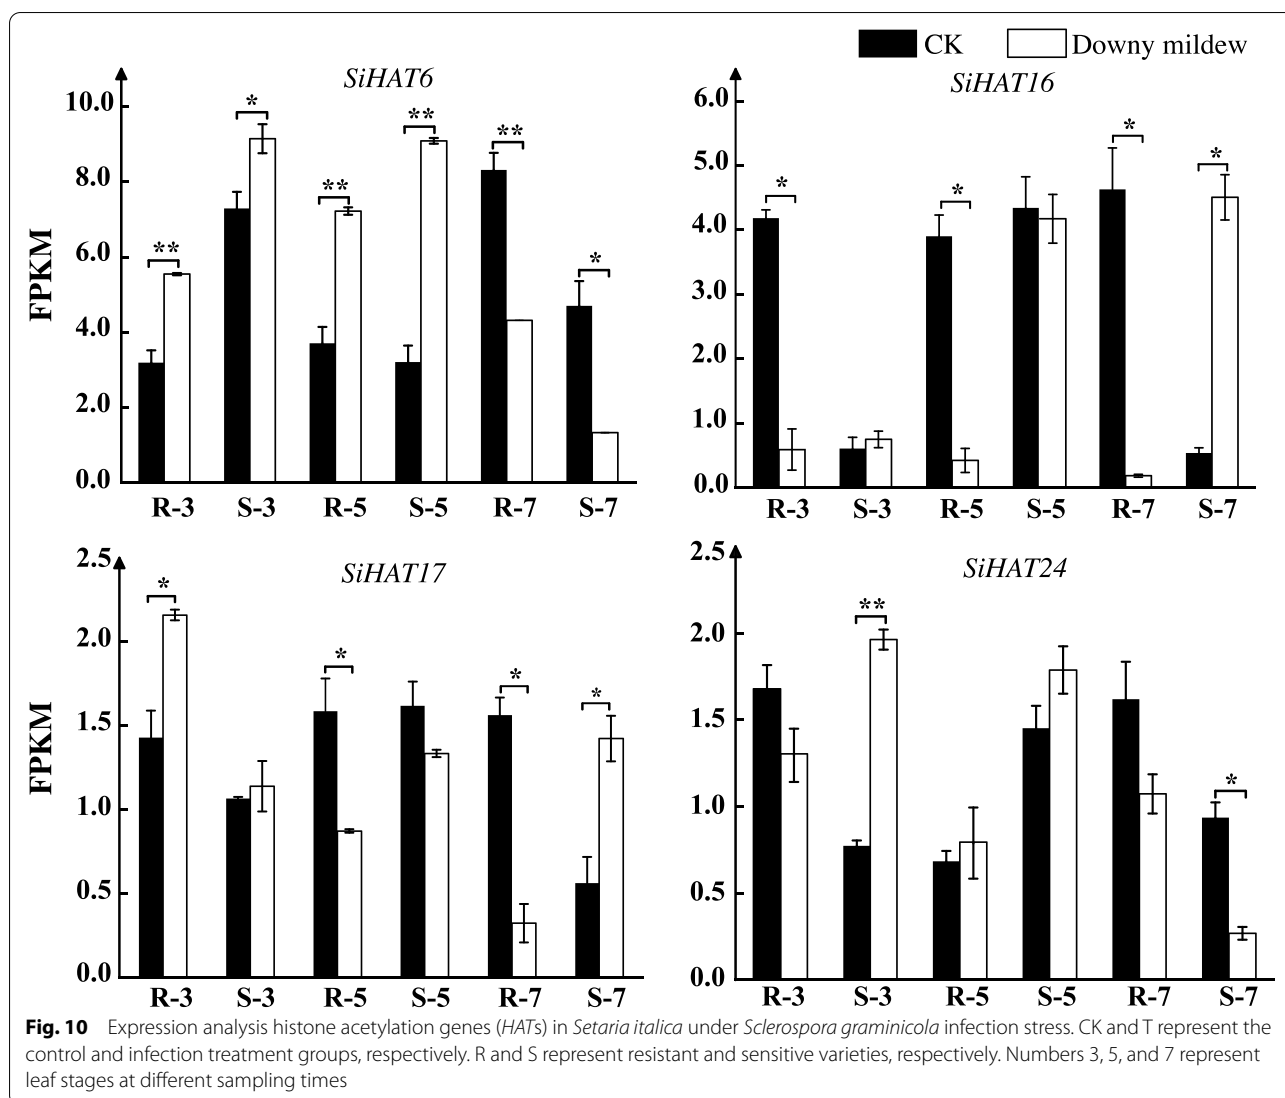 CK Downy mildew
SiHAT6
10.0
8.0
6.0
4.0
2.0
0.0
FPKM
** * ** ** ** *
R-3 S-3 R-5 S-5 R-7 S-7
SiHAT16
6.0
5.0
4.0
3.0
2.0
1.0
0.0
* * * *
R-3 S-3 R-5 S-5 R-7 S-7
SiHAT17
2.5
2.0
1.5
1.0
0.5
0.0
FPKM
* * * *
R-3 S-3 R-5 S-5 R-7 S-7
SiHAT24
2.5
2.0
1.5
1.0
0.5
0.0
** *
R-3 S-3 R-5 S-5 R-7 S-7
Fig. 10 Expression analysis histone acetylation genes (HATs) in Setaria italica under Sclerospora graminicola infection stress. CK and T represent the
control and infection treatment groups, respectively. R and S represent resistant and sensitive varieties, respectively. Numbers 3, 5, and 7 represent
leaf stages at different sampling times